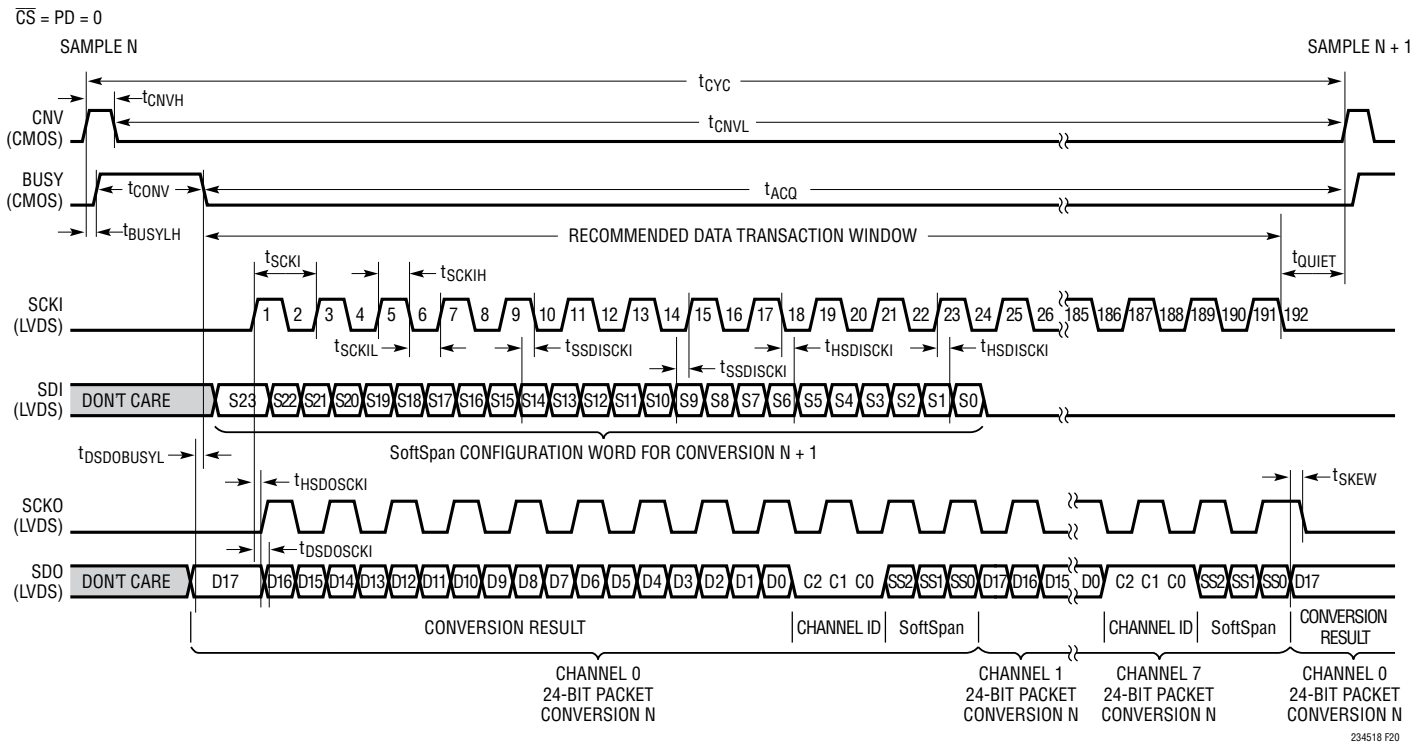 CS = PD = 0
SAMPLE N
SAMPLE N + 1
tCYC
tCNVH
CNV
(CMOS)
tCNVL
BUSY
(CMOS)
tCONV
tACQ
tBUSYLH
RECOMMENDED DATA TRANSACTION WINDOW
tSCKI
tSCKIH
tQUIET
SCKI
(LVDS)
1 2 3 4 5 6 7 8 9 10 11 12 13 14 15 16 17 18 19 20 21 22 23 24 25 26 185 186 187 188 189 190 191 192
tSCKIL
tSSDISCKI
tSSDISCKI
tHSDISCKI
tHSDISCKI
SDI
(LVDS)
DON'T CARE S23 S22 S21 S20 S19 S18 S17 S16 S15 S14 S13 S12 S11 S10 S9 S8 S7 S6 S5 S4 S3 S2 S1 S0
SoftSpan CONFIGURATION WORD FOR CONVERSION N + 1
tDSDOBUSYL
tHSDOSCKI
tSKEW
SCKO
(LVDS)
tDSDOSCKI
SDO
(LVDS)
DON'T CARE D17 D16 D15 D14 D13 D12 D11 D10 D9 D8 D7 D6 D5 D4 D3 D2 D1 D0 C2 C1 C0 SS2 SS1 SS0 D17 D16 D15 D0 C2 C1 C0 SS2 SS1 SS0 D17
CONVERSION RESULT
CHANNEL ID
SoftSpan
CHANNEL ID
SoftSpan
CONVERSION
RESULT
CHANNEL 0
24-BIT PACKET
CONVERSION N
CHANNEL 1
24-BIT PACKET
CONVERSION N
CHANNEL 7
24-BIT PACKET
CONVERSION N
CHANNEL 0
24-BIT PACKET
CONVERSION N
234518 F20